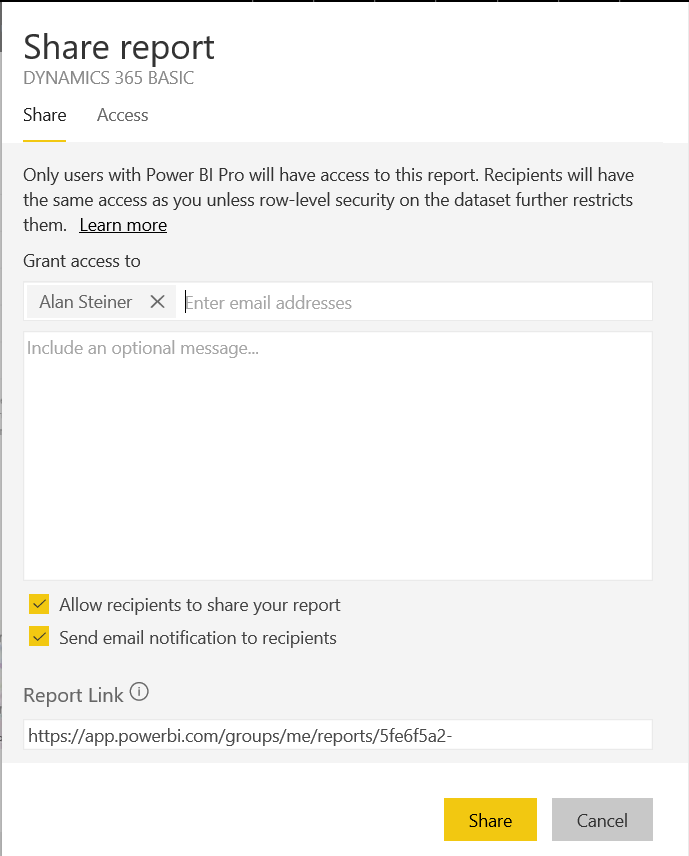 Share report
DYNAMICS 365 BASIC
Share Access
Only users with Power BI Pro will have access to this report. Recipients will have
the same access as you unless row-level security on the dataset further restricts
them. Learn more
Grant access to
Alan Steiner Enter email addresses
Include an optional message...
Allow recipients to share your report
Send email notification to recipients
Report Link
https://app.powerbi.com/groups/me/reports/5fe6f5a2-
Share Cancel